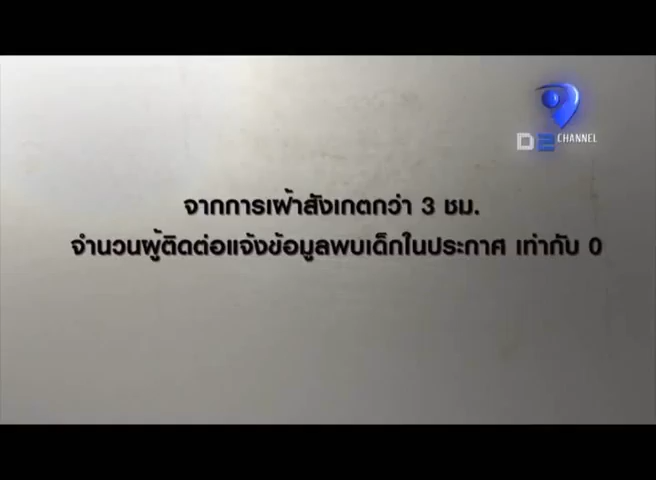 D2 CHANNEL
จากการเฝ้าสังเกตกว่า 3 ชม.
จำนวนผู้ติดต่อแจ้งข้อมูลพบเด็กในประกาศ เท่ากับ 0